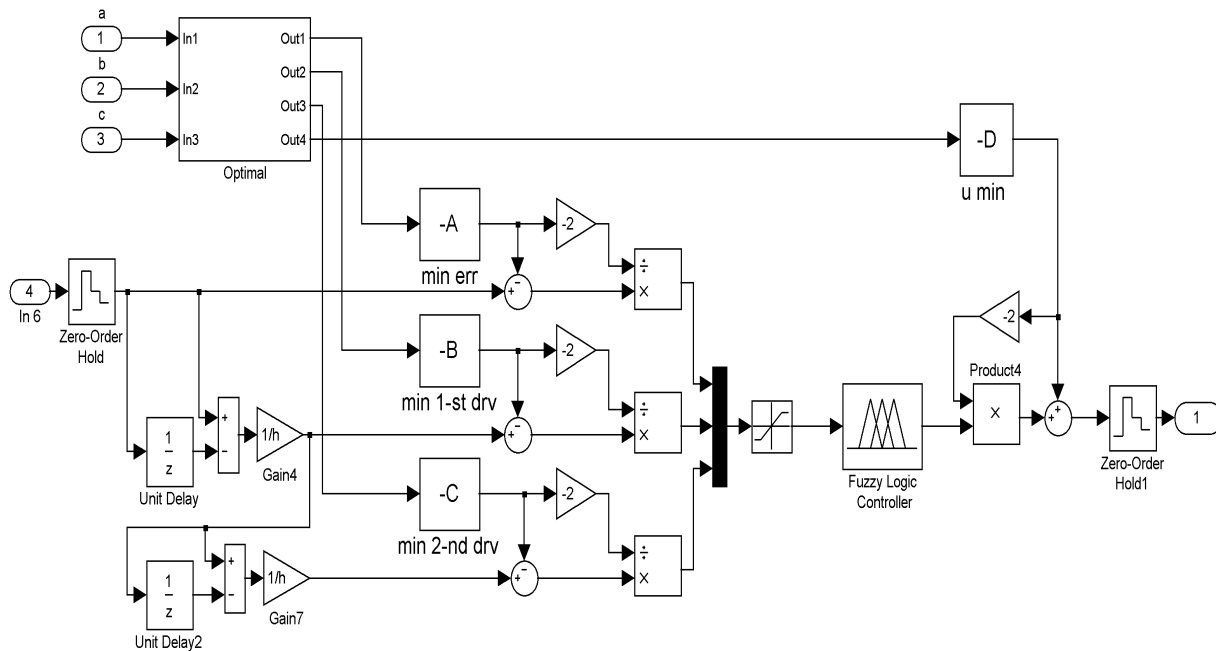 a
1
In1
Out1
b
2
In2
Out2
Out3
c
3
In3
Out4
Optimal
-D
u min
-A
min err
-2
÷
×
+
−
4
In 6
Zero-Order
Hold
-B
min 1-st drv
-2
÷
×
+
−
-2
Product4
×
+
+
1
Zero-Order
Hold1
Fuzzy Logic
Controller
1
z
Unit Delay
+
−
1/h
Gain4
-C
min 2-nd drv
-2
÷
×
+
−
1
z
Unit Delay2
+
−
1/h
Gain7